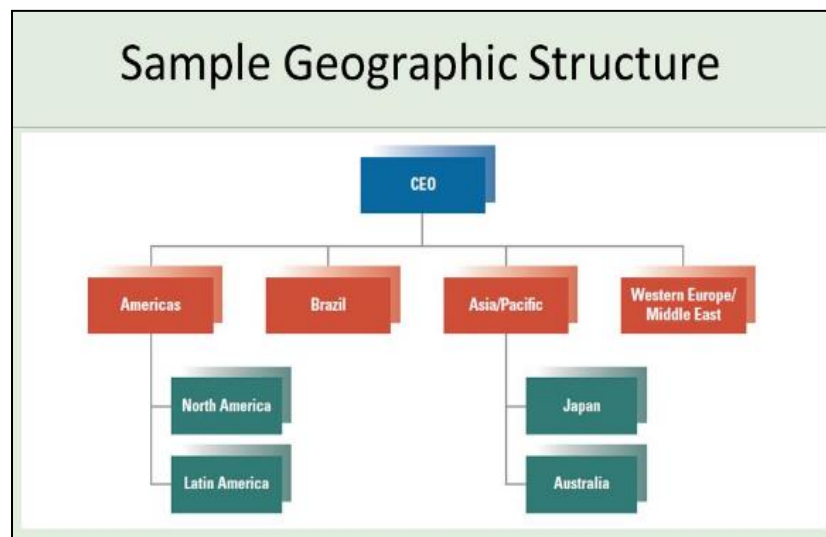 Sample Geographic Structure
CEO
Americas
Brazil
Asia/Pacific
Western Europe/
Middle East
North America
Japan
Latin America
Australia